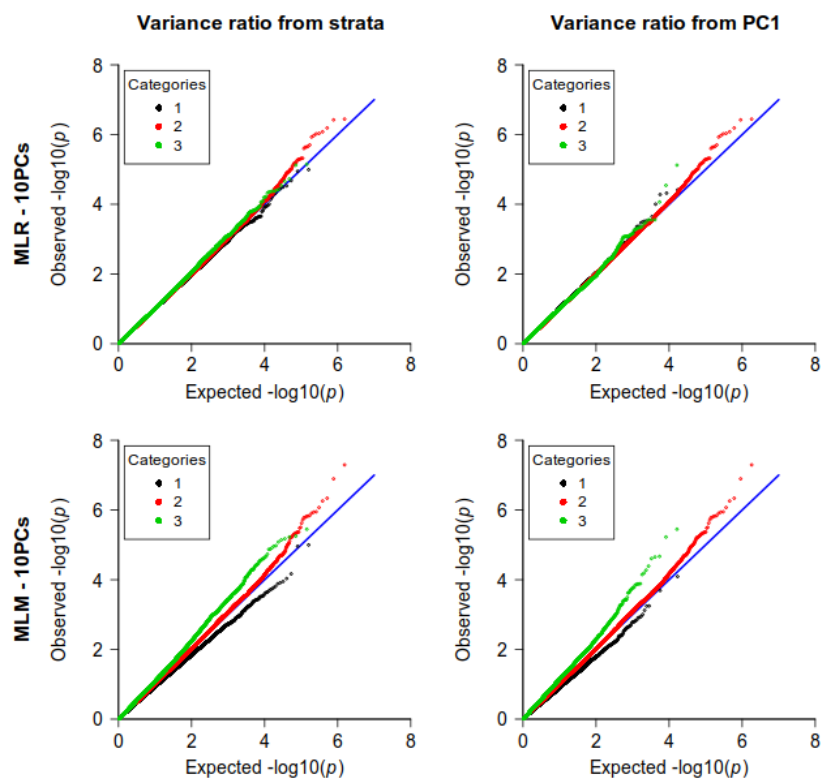 Variance ratio from strata
Variance ratio from PC1
MLR - 10PCs
Observed -log10(p)
8
6
4
2
0
Categories
1
2
3
0 2 4 6 8
Expected -log10(p)
Observed -log10(p)
8
6
4
2
0
Categories
1
2
3
0 2 4 6 8
Expected -log10(p)
MLM - 10PCs
Observed -log10(p)
8
6
4
2
0
Categories
1
2
3
0 2 4 6 8
Expected -log10(p)
Observed -log10(p)
8
6
4
2
0
Categories
1
2
3
0 2 4 6 8
Expected -log10(p)